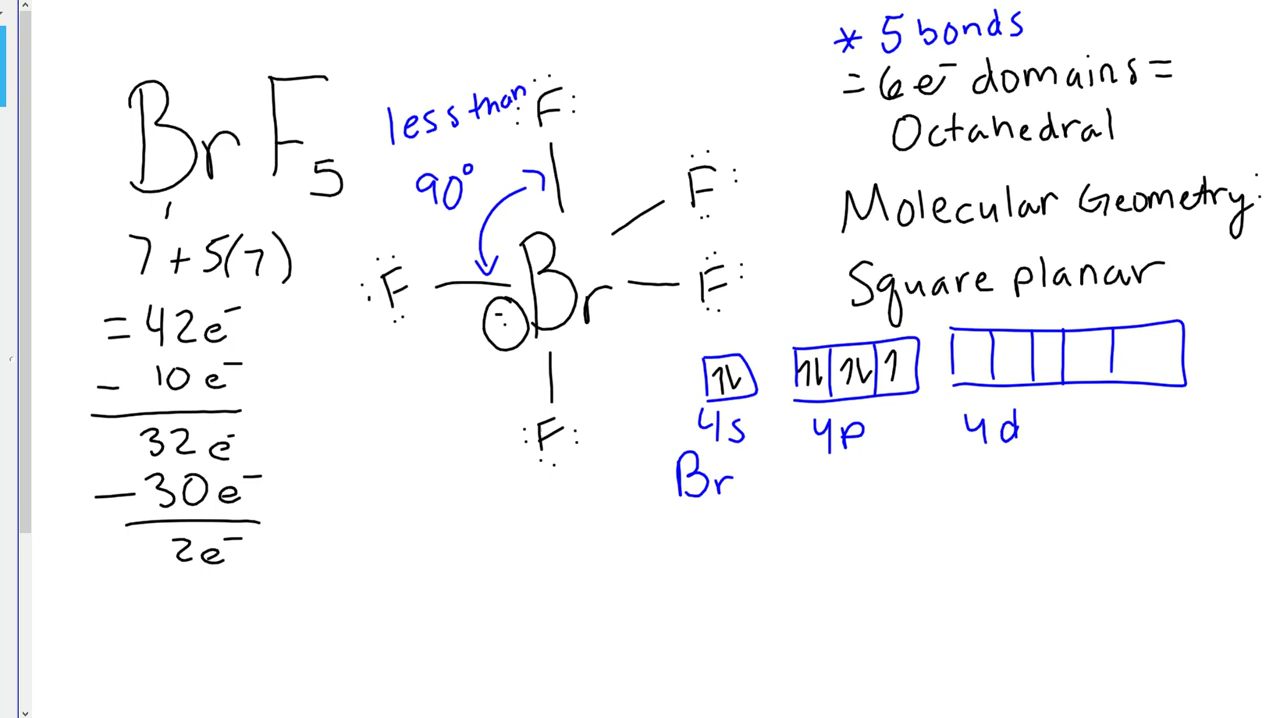 BrF5
7 + 5(7)
= 42e⁻
- 10e⁻
32e⁻
- 30e⁻
2e⁻
less than
90°
F
F
F
Br
F
F
* 5 bonds
= 6e⁻ domains =
Octahedral
Molecular Geometry:
Square planar
4s
4p
4d
Br